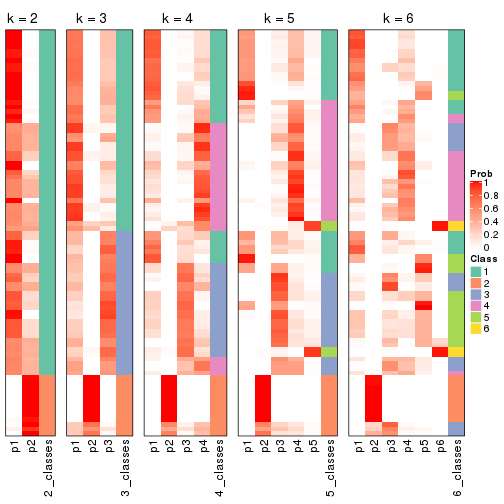 k = 2
k = 3
k = 4
k = 5
k = 6
p1
p2
2_classes
p1
p2
p3
3_classes
p1
p2
p3
p4
4_classes
p1
p2
p3
p4
p5
5_classes
p1
p2
p3
p4
p5
p6
6_classes
Prob
1
0.8
0.6
0.4
0.2
0
Class
1
2
3
4
5
6